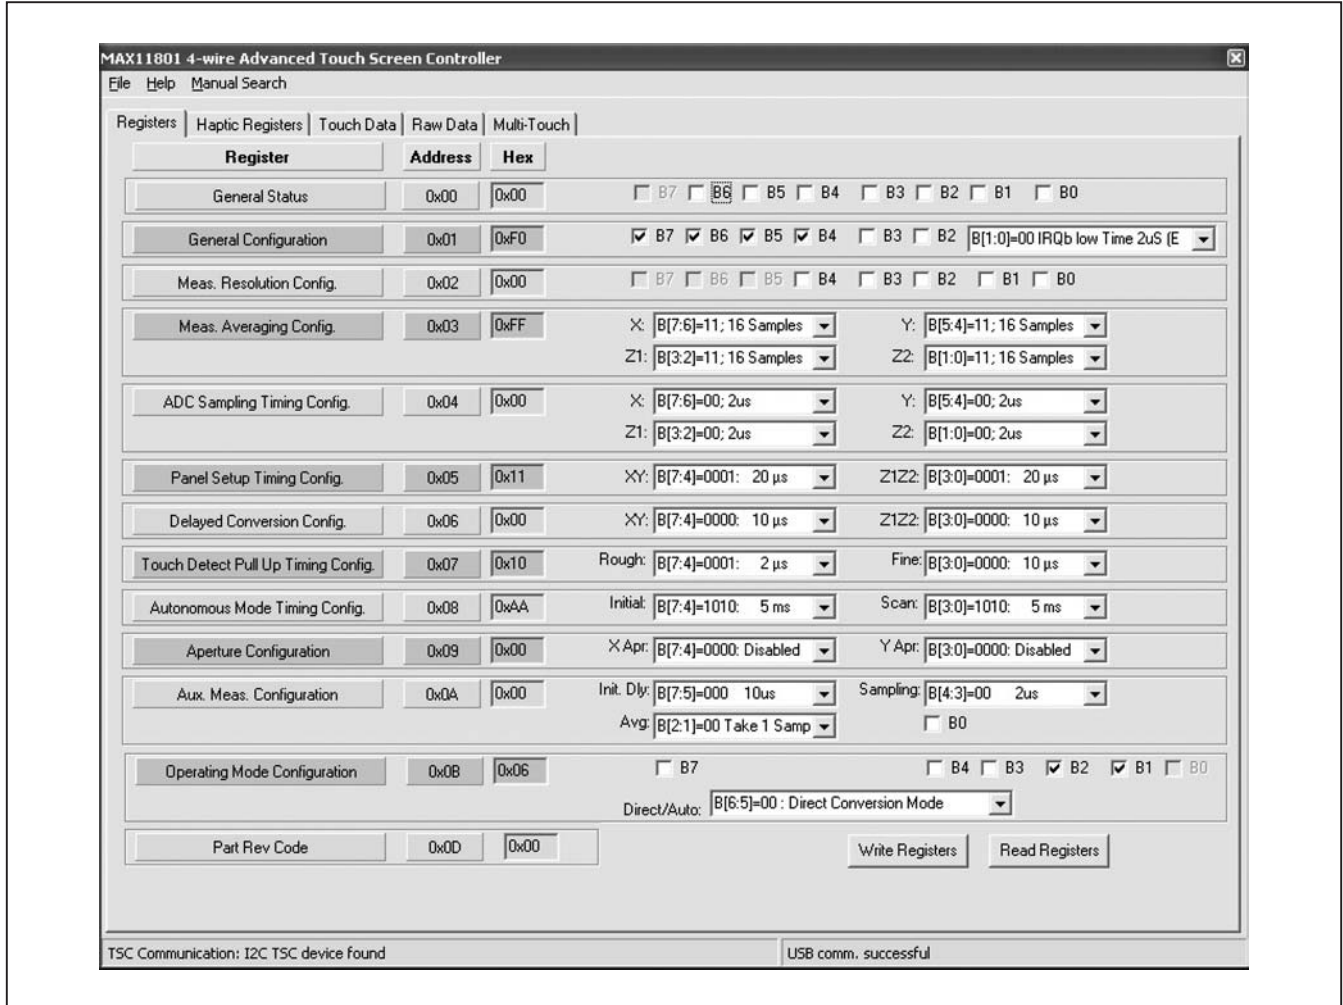 MAX11801 4-wire Advanced Touch Screen Controller
File Help Manual Search
Registers Haptic Registers Touch Data Raw Data Multi-Touch
Register Address Hex
General Status 0x00 0x00 B7 B6 B5 B4 B3 B2 B1 B0
General Configuration 0x01 0xF0 B7 B6 B5 B4 B3 B2 B[1:0]=00 IRQb low Time 2uS (E
Meas. Resolution Config. 0x02 0x00 B7 B6 B5 B4 B3 B2 B1 B0
Meas. Averaging Config. 0x03 0xFF X: B[7:6]=11; 16 Samples Y: B[5:4]=11; 16 Samples
Z1: B[3:2]=11; 16 Samples Z2: B[1:0]=11; 16 Samples
ADC Sampling Timing Config. 0x04 0x00 X: B[7:6]=00; 2us Y: B[5:4]=00; 2us
Z1: B[3:2]=00; 2us Z2: B[1:0]=00; 2us
Panel Setup Timing Config. 0x05 0x11 XY: B[7:4]=0001: 20 µs Z1Z2: B[3:0]=0001: 20 µs
Delayed Conversion Config. 0x06 0x00 XY: B[7:4]=0000: 10 µs Z1Z2: B[3:0]=0000: 10 µs
Touch Detect Pull Up Timing Config. 0x07 0x10 Rough: B[7:4]=0001: 2 µs Fine: B[3:0]=0000: 10 µs
Autonomous Mode Timing Config. 0x08 0xAA Initial: B[7:4]=1010: 5 ms Scan: B[3:0]=1010: 5 ms
Aperture Configuration 0x09 0x00 X Apr: B[7:4]=0000: Disabled Y Apr: B[3:0]=0000: Disabled
Aux. Meas. Configuration 0x0A 0x00 Init. Dly: B[7:5]=000 10us Sampling: B[4:3]=00 2us
Avg: B[2:1]=00 Take 1 Samp B0
Operating Mode Configuration 0x0B 0x06 B7 B4 B3 B2 B1 B0
Direct/Auto: B[6:5]=00 : Direct Conversion Mode
Part Rev Code 0x0D 0x00 Write Registers Read Registers
TSC Communication: I2C TSC device found USB comm. successful